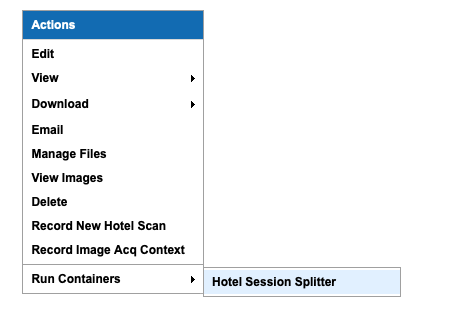 Actions
Edit
View
Download
Email
Manage Files
View Images
Delete
Record New Hotel Scan
Record Image Acq Context
Run Containers
Hotel Session Splitter